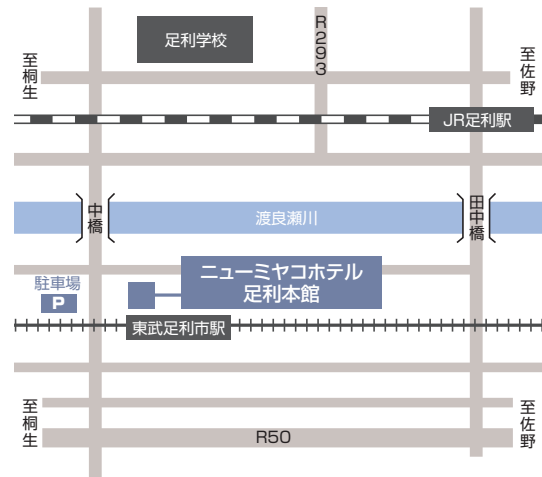 足利学校
R293
至桐生
至佐野
JR足利駅
中橋
渡良瀬川
田中橋
ニューミヤコホテル
足利本館
駐車場
P
東武足利市駅
至桐生
R50
至佐野